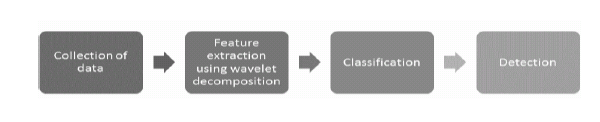 Collection of
data
Feature
extraction
using wavelet
decomposition
Classification
Detection